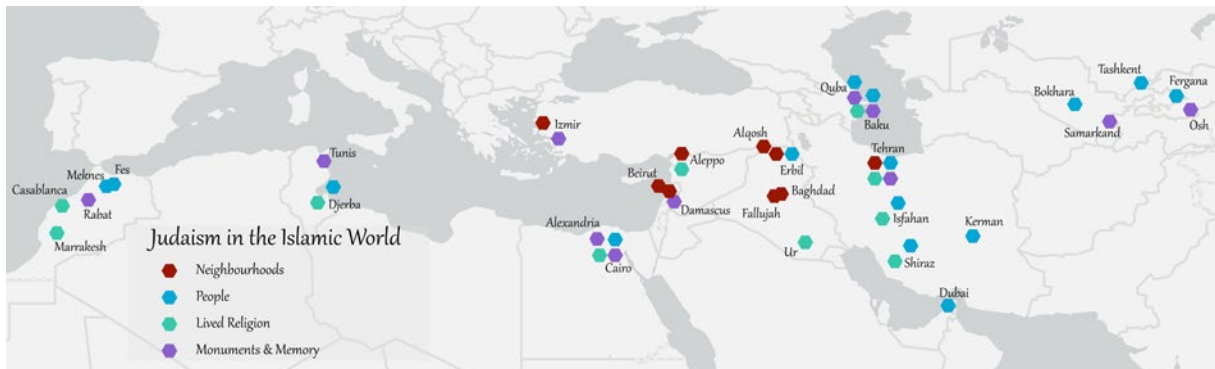 Tashkent
Fergana
Quba
Bokhara
Baku
Samarkand
Osh
Izmir
Alqosh
Tehran
Tunis
Aleppo
Erbil
Meknes
Fes
Beirut
Baghdad
Casablanca
Rabat
Djerba
Damascus
Fallujah
Isfahan
Kerman
Alexandria
Marrakesh
Ur
Shiraz
Cairo
Dubai
Judaism in the Islamic World
Neighbourhoods
People
Lived Religion
Monuments & Memory